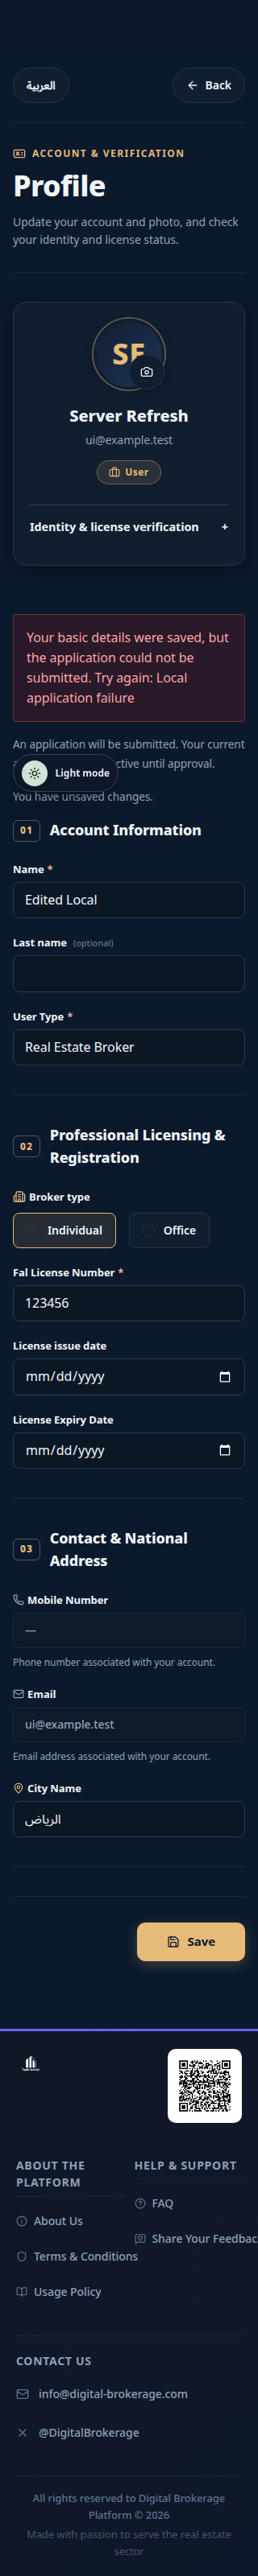 العربية
Back
ACCOUNT & VERIFICATION
Profile
Update your account and photo, and check
your identity and license status.
SE
Server Refresh
ui@example.test
User
Identity & license verification +
Your basic details were saved, but
the application could not be
submitted. Try again: Local
application failure
An application will be submitted. Your current
ctive until approval.
Light mode
You have unsaved changes.
01 Account Information
Name *
Edited Local
Last name (optional)
User Type *
Real Estate Broker
02 Professional Licensing &
Registration
Broker type
Individual
Office
Fal License Number *
123456
License issue date
mm/dd/yyyy
License Expiry Date
mm/dd/yyyy
03 Contact & National
Address
Mobile Number
—
Phone number associated with your account.
Email
ui@example.test
Email address associated with your account.
City Name
الرياض
Save
ABOUT THE
PLATFORM
About Us
Terms & Conditions
Usage Policy
HELP & SUPPORT
FAQ
Share Your Feedbac
CONTACT US
info@digital-brokerage.com
@DigitalBrokerage
All rights reserved to Digital Brokerage
Platform © 2026
Made with passion to serve the real estate
sector